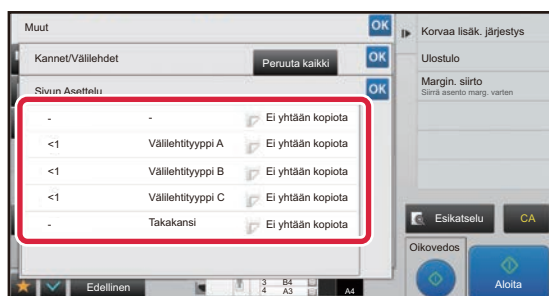 Muut
OK
Kannet/Välilehdet
Peruuta kaikki
OK
Sivun Asettelu
OK
- - Ei yhtään kopiota
<1 Välilehtityyppi A Ei yhtään kopiota
<1 Välilehtityyppi B Ei yhtään kopiota
<1 Välilehtityyppi C Ei yhtään kopiota
- Takakansi Ei yhtään kopiota
Edellinen
3 B4
4 A3
A4
Korvaa lisäk. järjestys
Ulostulo
Margin. siirto
Siirrä asento marg. varten
Esikatselu
CA
Oikovedos
Aloita